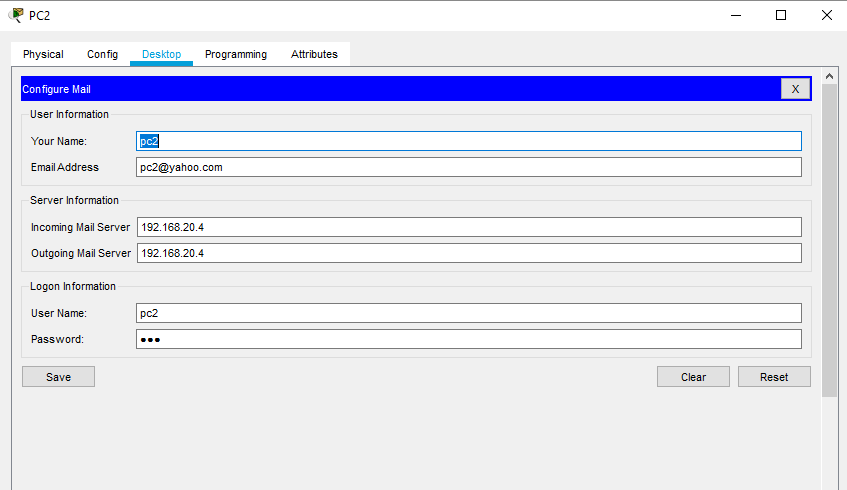 PC2
Physical Config Desktop Programming Attributes
Configure Mail X
User Information
Your Name: pc2
Email Address pc2@yahoo.com
Server Information
Incoming Mail Server 192.168.20.4
Outgoing Mail Server 192.168.20.4
Logon Information
User Name: pc2
Password: ●●●
Save Clear Reset